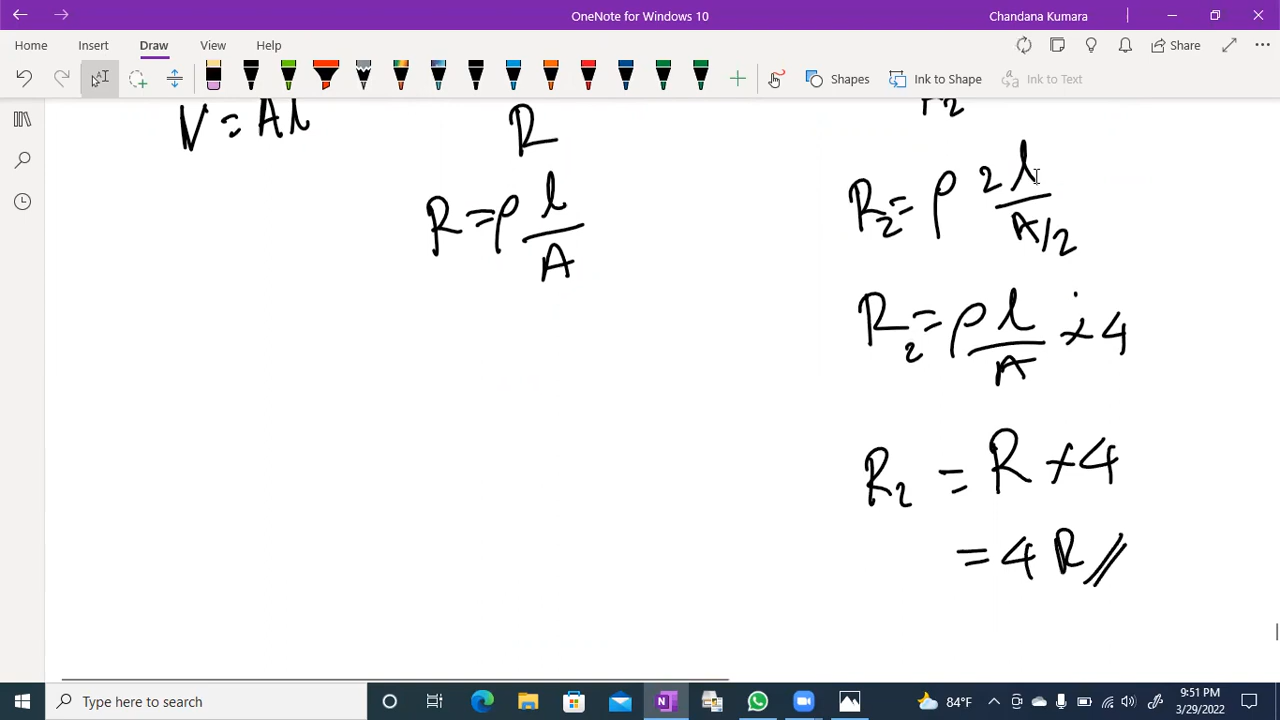 OneNote for Windows 10
Chandana Kumara
Home Insert Draw View Help
Share
Shapes Ink to Shape Ink to Text
V = Al
R
R = ρ l/A
R₂ = ρ 2l/(A/2)
R₂ = ρ l/A × 4
R₂ = R × 4
= 4 R //
Type here to search
84°F
9:51 PM
3/29/2022